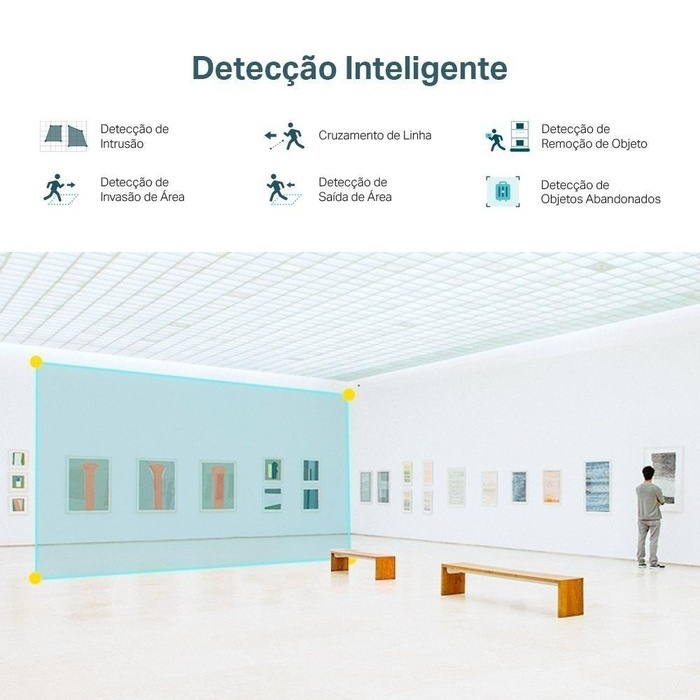 Detecção Inteligente
Detecção de
Intrusão
Cruzamento de Linha
Detecção de
Remoção de Objeto
Detecção de
Invasão de Área
Detecção de
Saída de Área
Detecção de
Objetos Abandonados